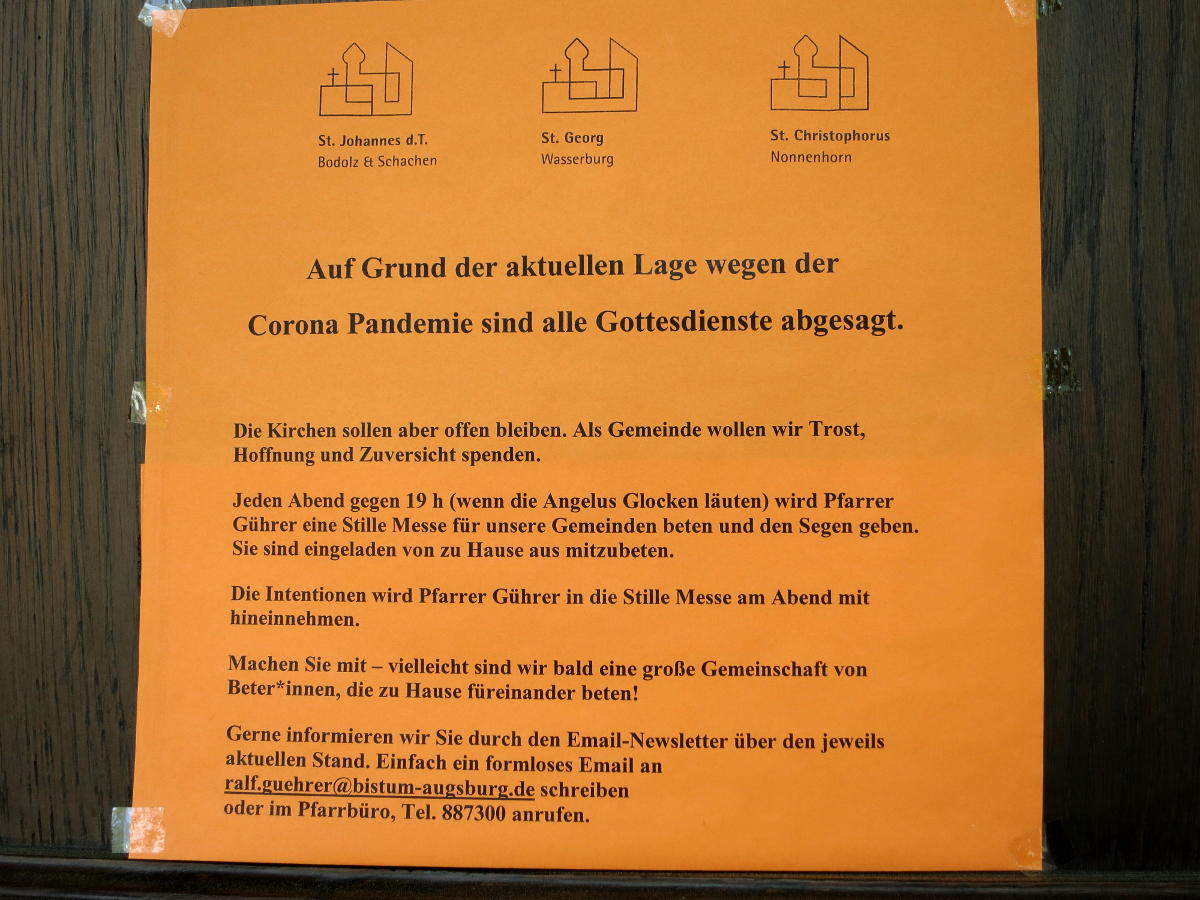 St. Johannes d.T.
Bodolz & Schachen
St. Georg
Wasserburg
St. Christophorus
Nonnenhorn
Auf Grund der aktuellen Lage wegen der
Corona Pandemie sind alle Gottesdienste abgesagt.
Die Kirchen sollen aber offen bleiben. Als Gemeinde wollen wir Trost,
Hoffnung und Zuversicht spenden.
Jeden Abend gegen 19 h (wenn die Angelus Glocken läuten) wird Pfarrer
Gührer eine Stille Messe für unsere Gemeinden beten und den Segen geben.
Sie sind eingeladen von zu Hause aus mitzubeten.
Die Intentionen wird Pfarrer Gührer in die Stille Messe am Abend mit
hineinnehmen.
Machen Sie mit – vielleicht sind wir bald eine große Gemeinschaft von
Beter*innen, die zu Hause füreinander beten!
Gerne informieren wir Sie durch den Email-Newsletter über den jeweils
aktuellen Stand. Einfach ein formloses Email an
ralf.guehrer@bistum-augsburg.de schreiben
oder im Pfarrbüro, Tel. 887300 anrufen.